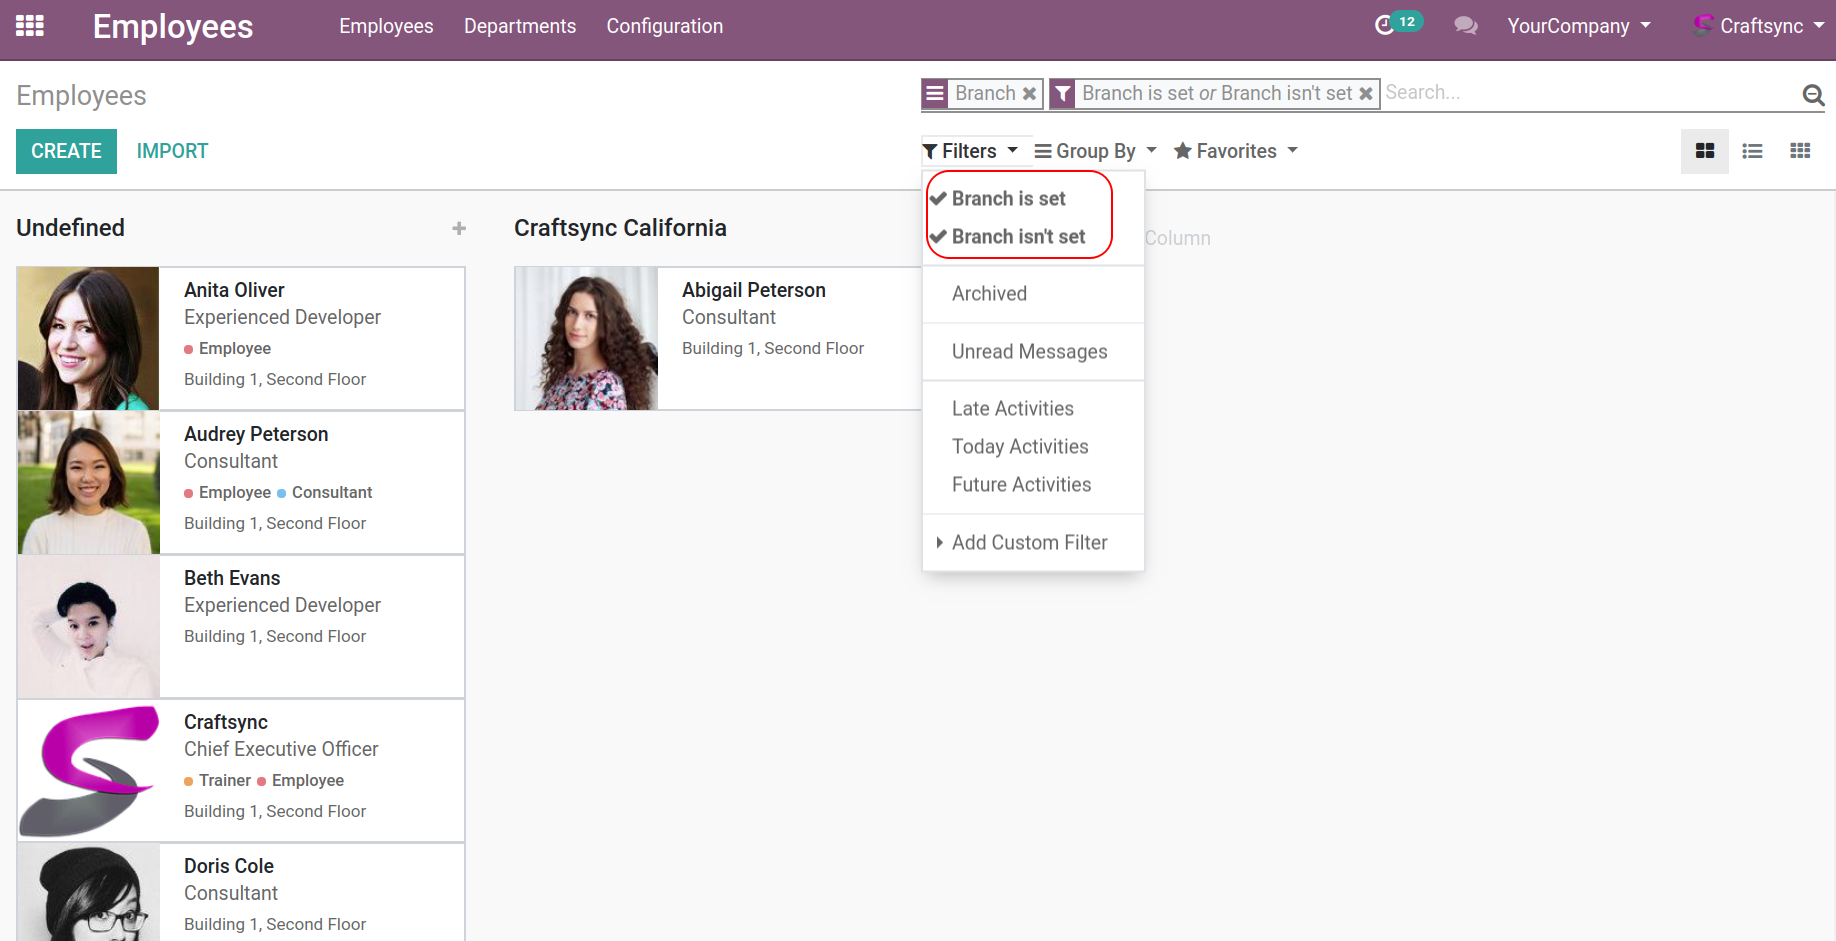 Employees
Employees Departments Configuration
12
YourCompany
Craftsync
Employees
Branch
Branch is set or Branch isn't set
Search...
CREATE IMPORT
Filters
Group By
Favorites
Undefined
Anita Oliver
Experienced Developer
Employee
Building 1, Second Floor
Audrey Peterson
Consultant
Employee Consultant
Building 1, Second Floor
Beth Evans
Experienced Developer
Building 1, Second Floor
Craftsync
Chief Executive Officer
Trainer Employee
Building 1, Second Floor
Doris Cole
Consultant
Building 1, Second Floor
Craftsync California
Abigail Peterson
Consultant
Building 1, Second Floor
Branch is set
Branch isn't set
Archived
Unread Messages
Late Activities
Today Activities
Future Activities
Add Custom Filter
Column